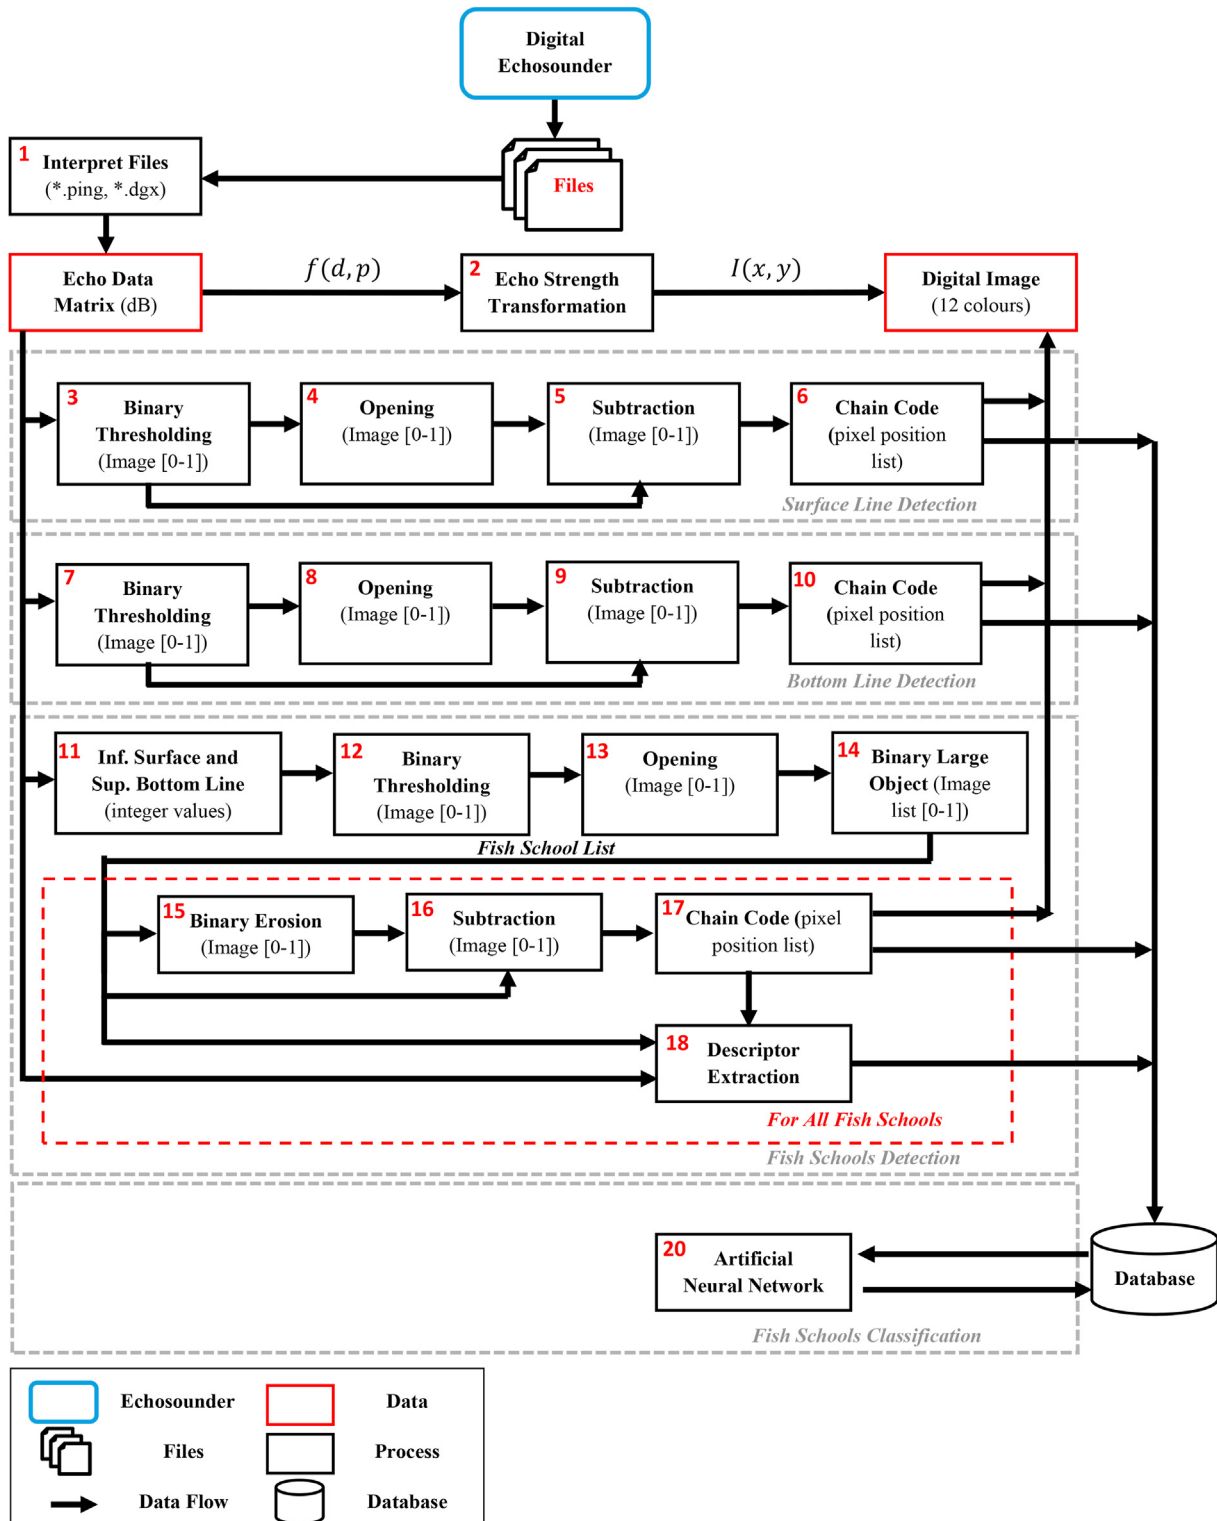 Digital
Echosounder
Files
1
Interpret Files
(*.ping, *.dgx)
Echo Data
Matrix (dB)
f(d,p)
2
Echo Strength
Transformation
I(x,y)
Digital Image
(12 colours)
3
Binary
Thresholding
(Image [0-1])
4
Opening
(Image [0-1])
5
Subtraction
(Image [0-1])
6
Chain Code
(pixel position
list)
Surface Line Detection
7
Binary
Thresholding
(Image [0-1])
8
Opening
(Image [0-1])
9
Subtraction
(Image [0-1])
10
Chain Code
(pixel position
list)
Bottom Line Detection
11
Inf. Surface and
Sup. Bottom Line
(integer values)
12
Binary
Thresholding
(Image [0-1])
13
Opening
(Image [0-1])
14
Binary Large
Object (Image
list [0-1])
Fish School List
15
Binary Erosion
(Image [0-1])
16
Subtraction
(Image [0-1])
17
Chain Code (pixel
position list)
18
Descriptor
Extraction
For All Fish Schools
Fish Schools Detection
20
Artificial
Neural Network
Database
Fish Schools Classification
Echosounder
Data
Files
Process
Data Flow
Database